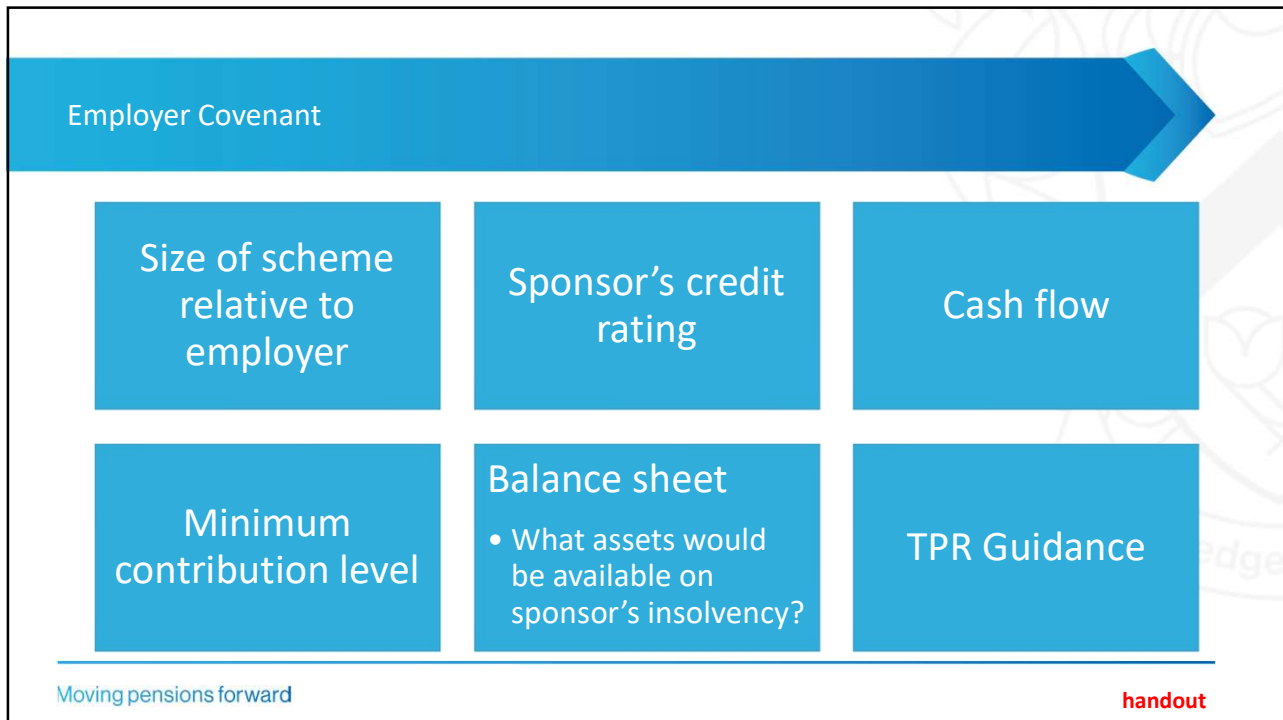 Employer Covenant
Size of scheme
relative to
employer
Sponsor's credit
rating
Cash flow
Minimum
contribution level
Balance sheet
• What assets would
be available on
sponsor's insolvency?
TPR Guidance
edge
Moving pensions forward
handout